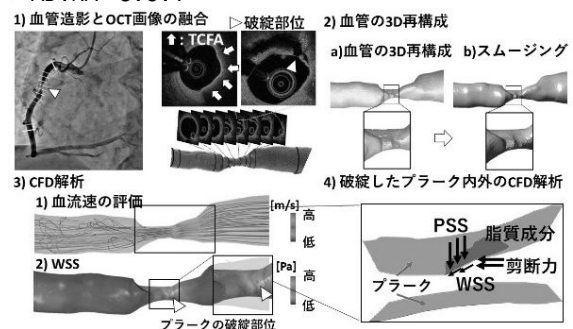 1) 血管造影とOCT画像の融合
▷破綻部位
⬆: TCFA
2) 血管の3D再構成
a)血管の3D再構成
b)スムージング
3) CFD解析
1) 血流速の評価
[m/s]
高
低
2) WSS
[Pa]
高
低
プラークの破綻部位
4) 破綻したプラーク内外のCFD解析
PSS
脂質成分
剪断力
WSS
プラーク